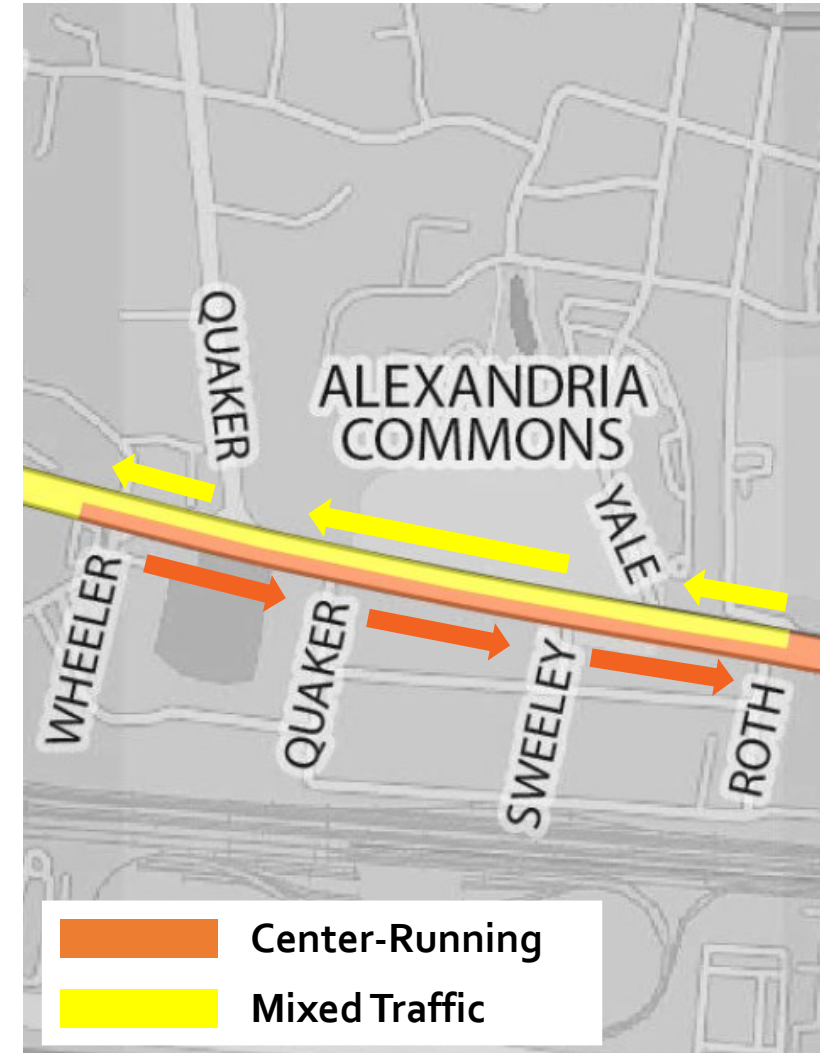 QUAKER
ALEXANDRIA
COMMONS
YALE
WHEELER
QUAKER
SWEELEY
ROTH
Center-Running
Mixed Traffic